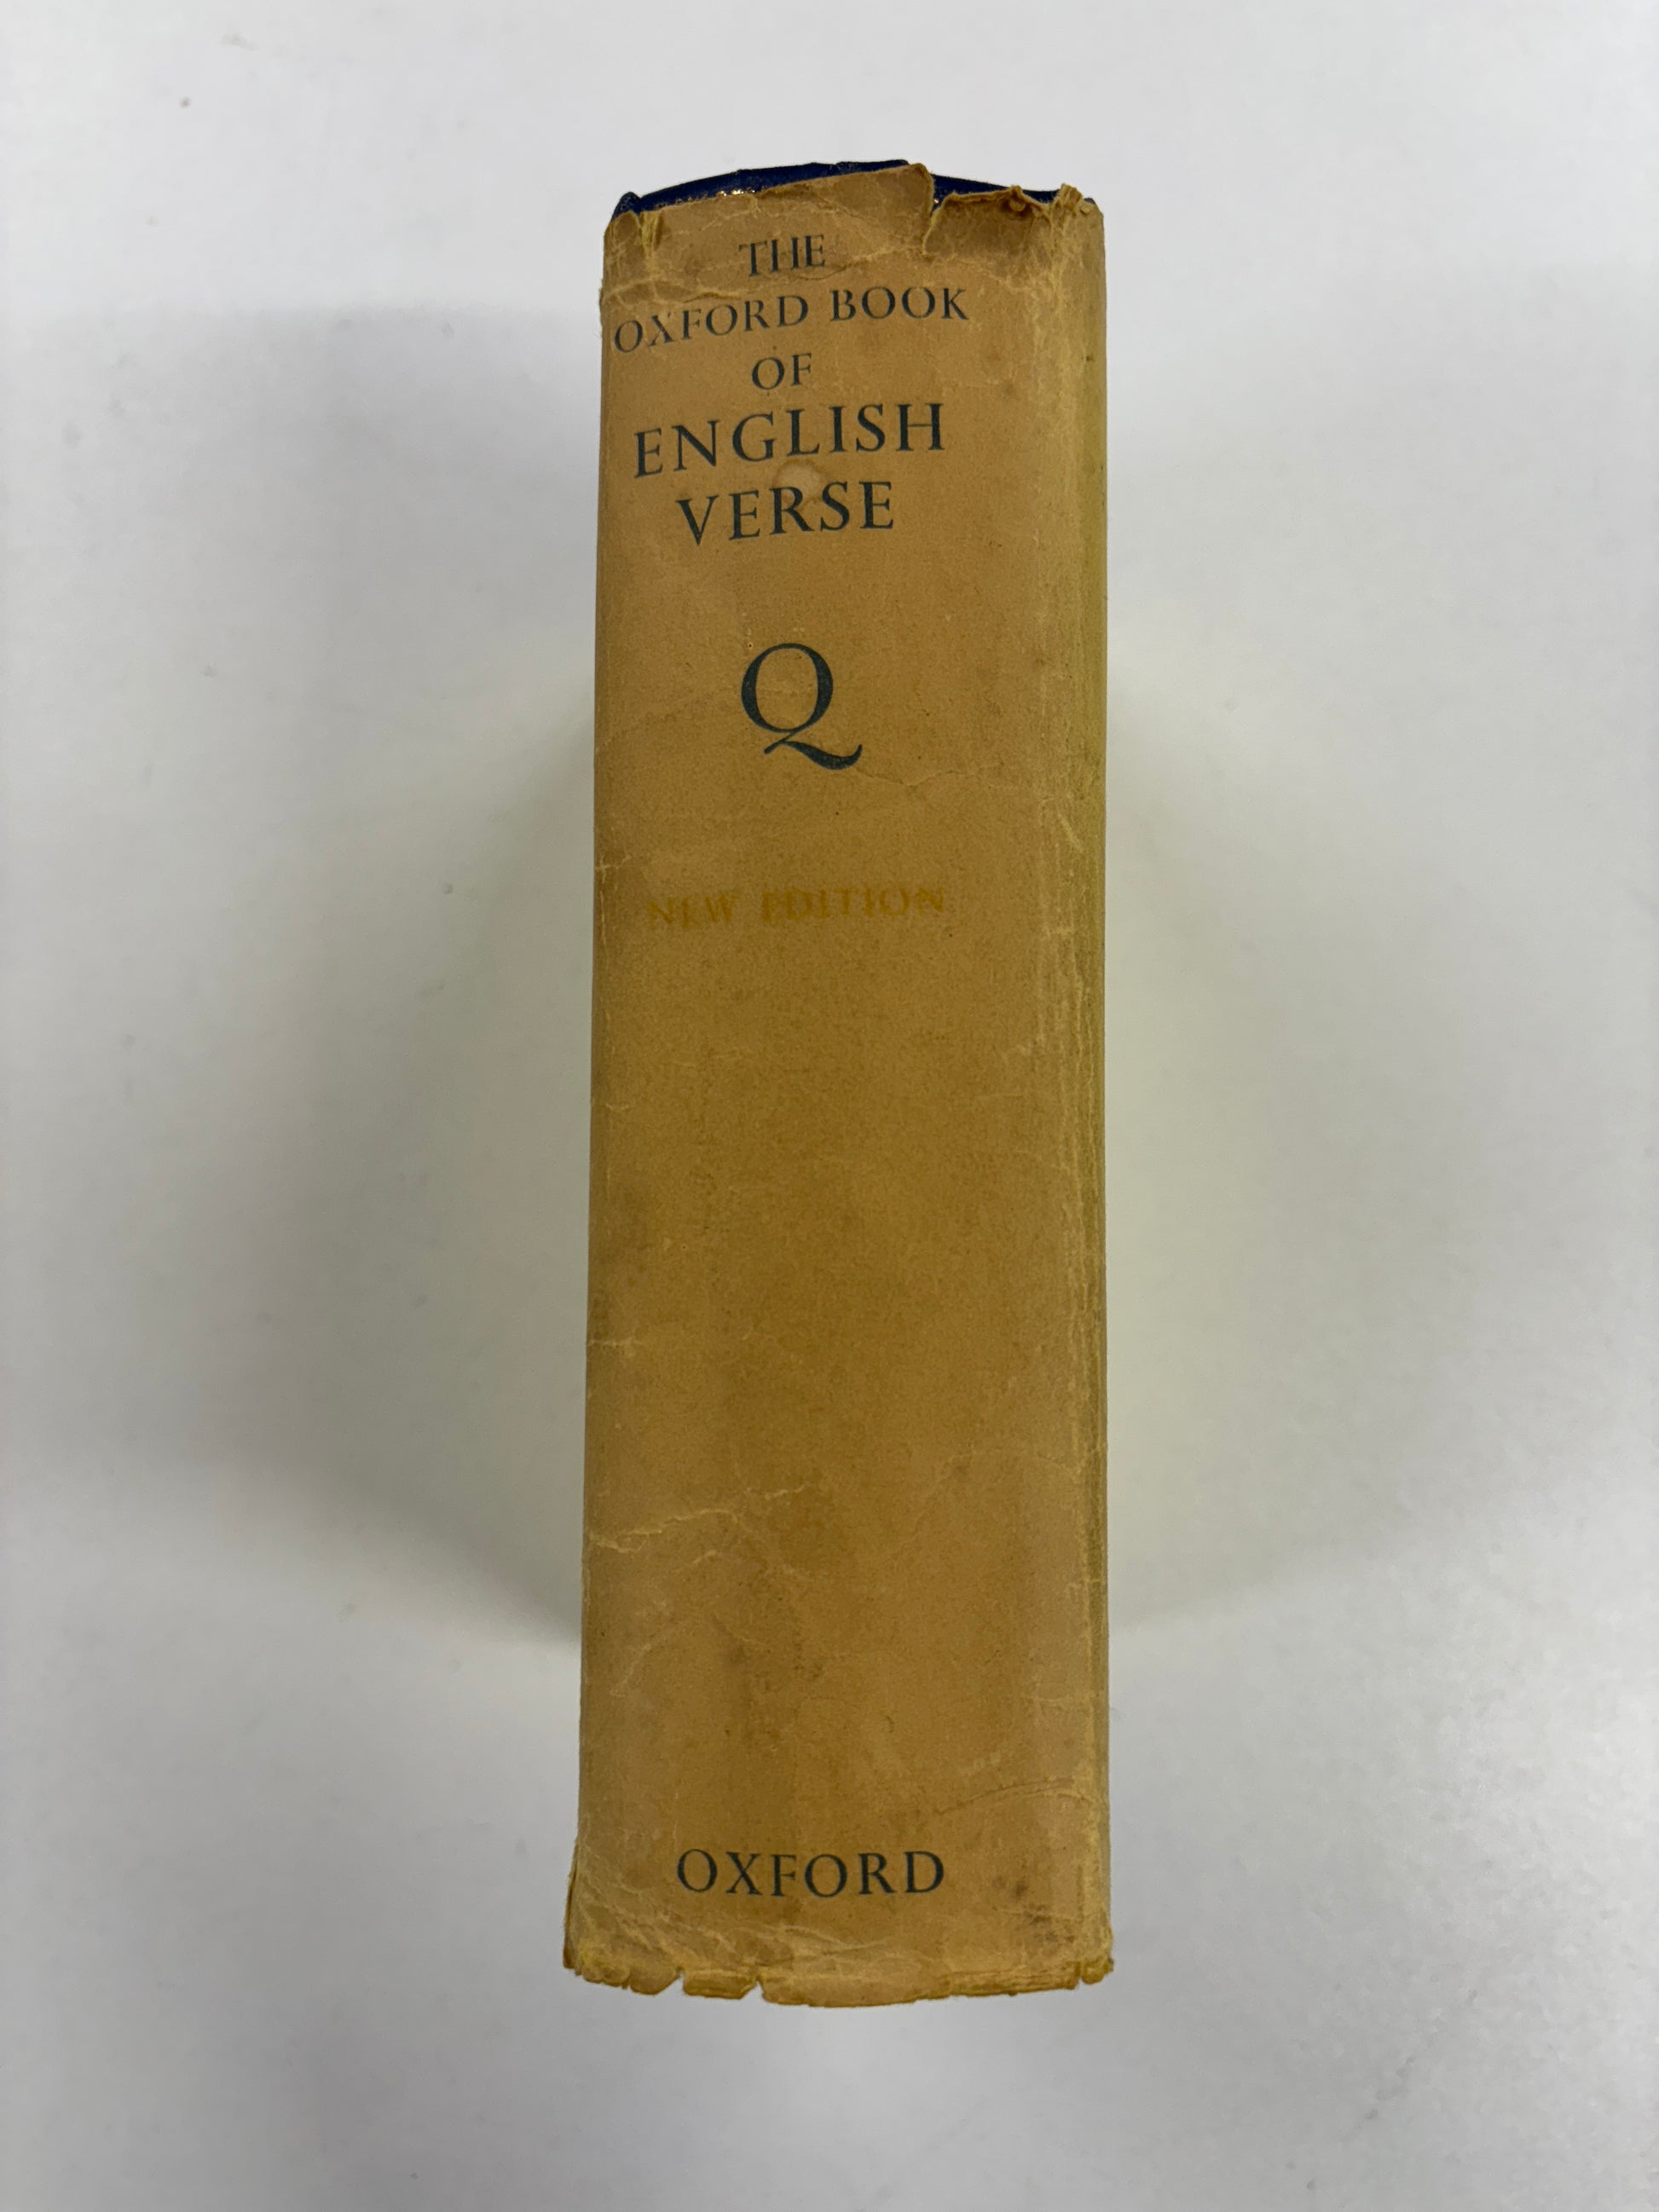 THE
OXFORD BOOK
OF
ENGLISH
VERSE
Q
NEW EDITION
OXFORD